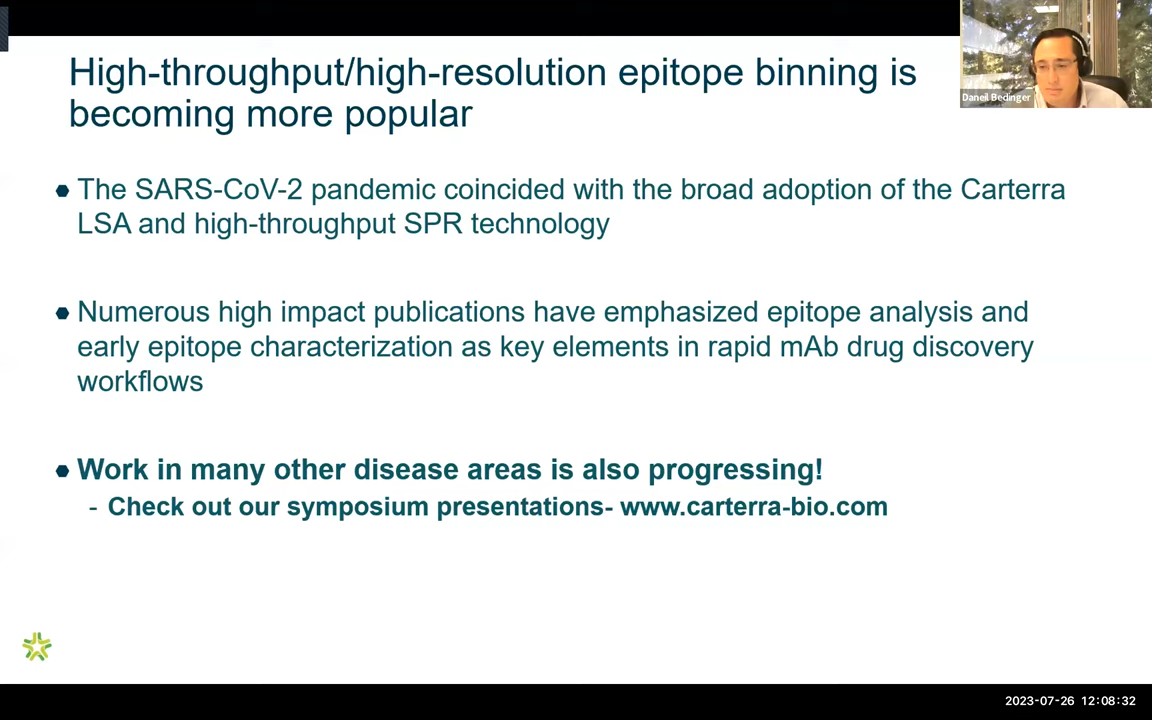 High-throughput/high-resolution epitope binning is
becoming more popular
Daneil Bedinger
The SARS-CoV-2 pandemic coincided with the broad adoption of the Carterra
LSA and high-throughput SPR technology
Numerous high impact publications have emphasized epitope analysis and
early epitope characterization as key elements in rapid mAb drug discovery
workflows
Work in many other disease areas is also progressing!
- Check out our symposium presentations- www.carterra-bio.com
2023-07-26 12:08:32